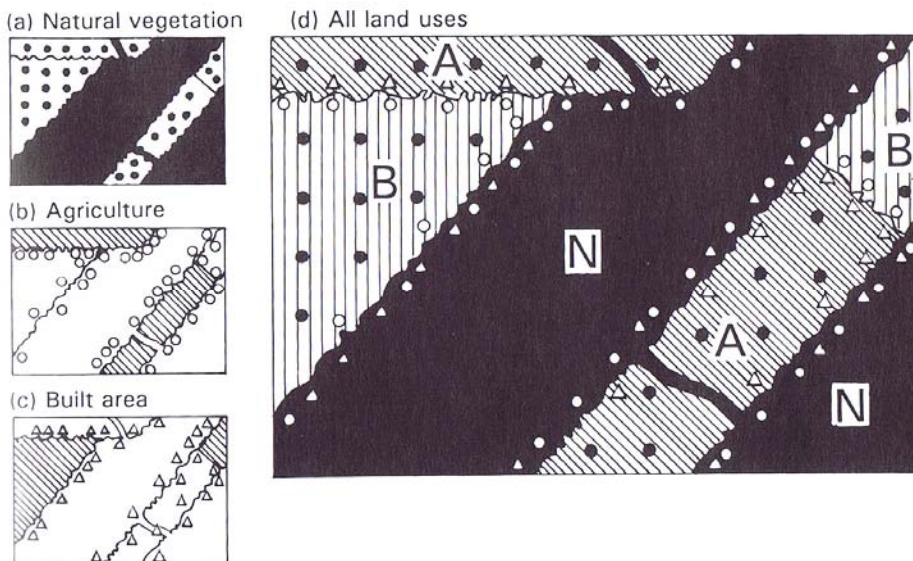 (a) Natural vegetation
(b) Agriculture
(c) Built area
(d) All land uses
A
B
B
N
A
N